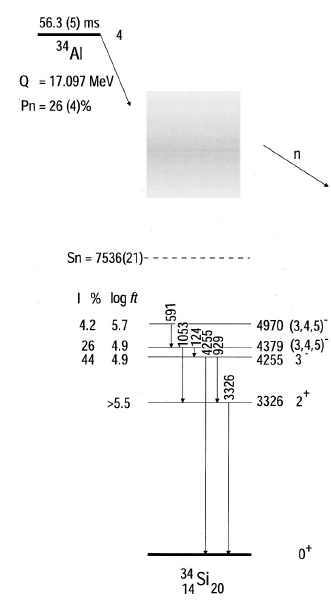 56.3 (5) ms
4
34Al
Q = 17.097 MeV
Pn = 26 (4)%
n
Sn = 7536(21)
I % log ft
591
4.2 5.7 4970 (3,4,5)-
1053
124
4255
929
26 4.9 4379 (3,4,5)-
44 4.9 4255 3-
3326
>5.5 3326 2+
0+
34
14Si20